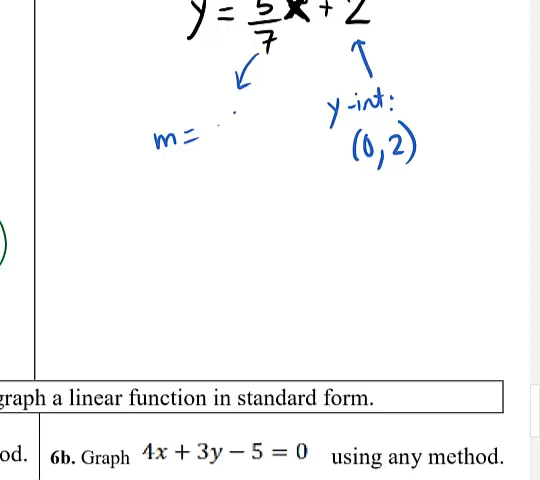 y = 5/7 x + 2
m =
y-int:
(0,2)
graph a linear function in standard form.
od.
6b. Graph 4x + 3y − 5 = 0 using any method.